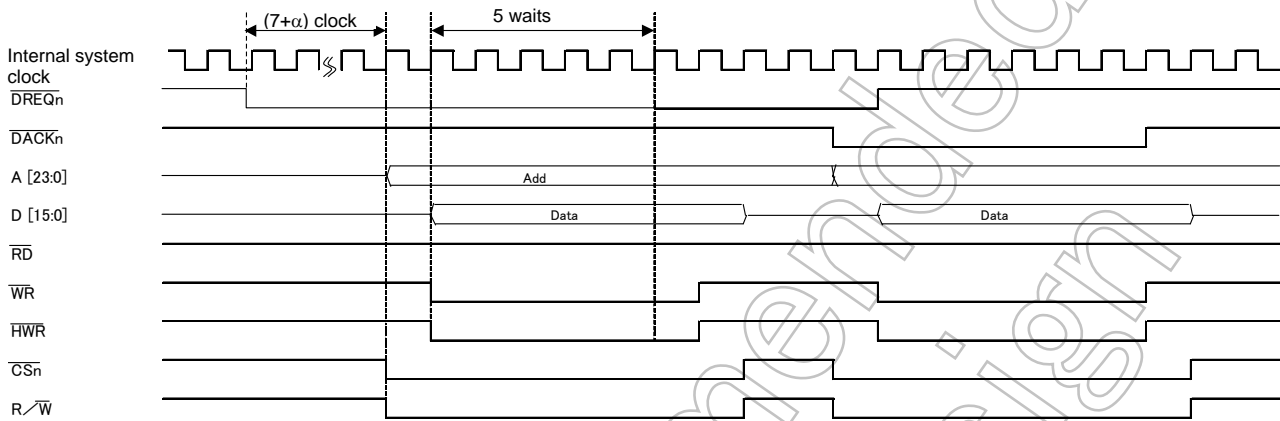 (7+α) clock
5 waits
Internal system
clock
DREQn
DACKn
A [23:0]
Add
D [15:0]
Data
Data
RD
WR
HWR
CSn
R／W